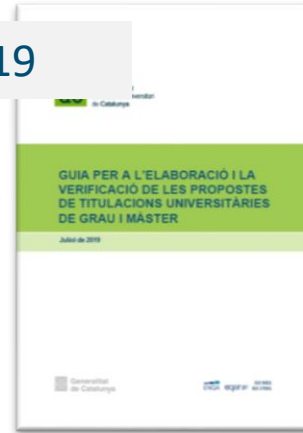 19
de Catalunya
GUIA PER A L'ELABORACIÓ I LA
VERIFICACIÓ DE LES PROPOSTES
DE TITULACIONS UNIVERSITÀRIES
DE GRAU I MÀSTER
Juliol de 2019
Generalitat
de Catalunya